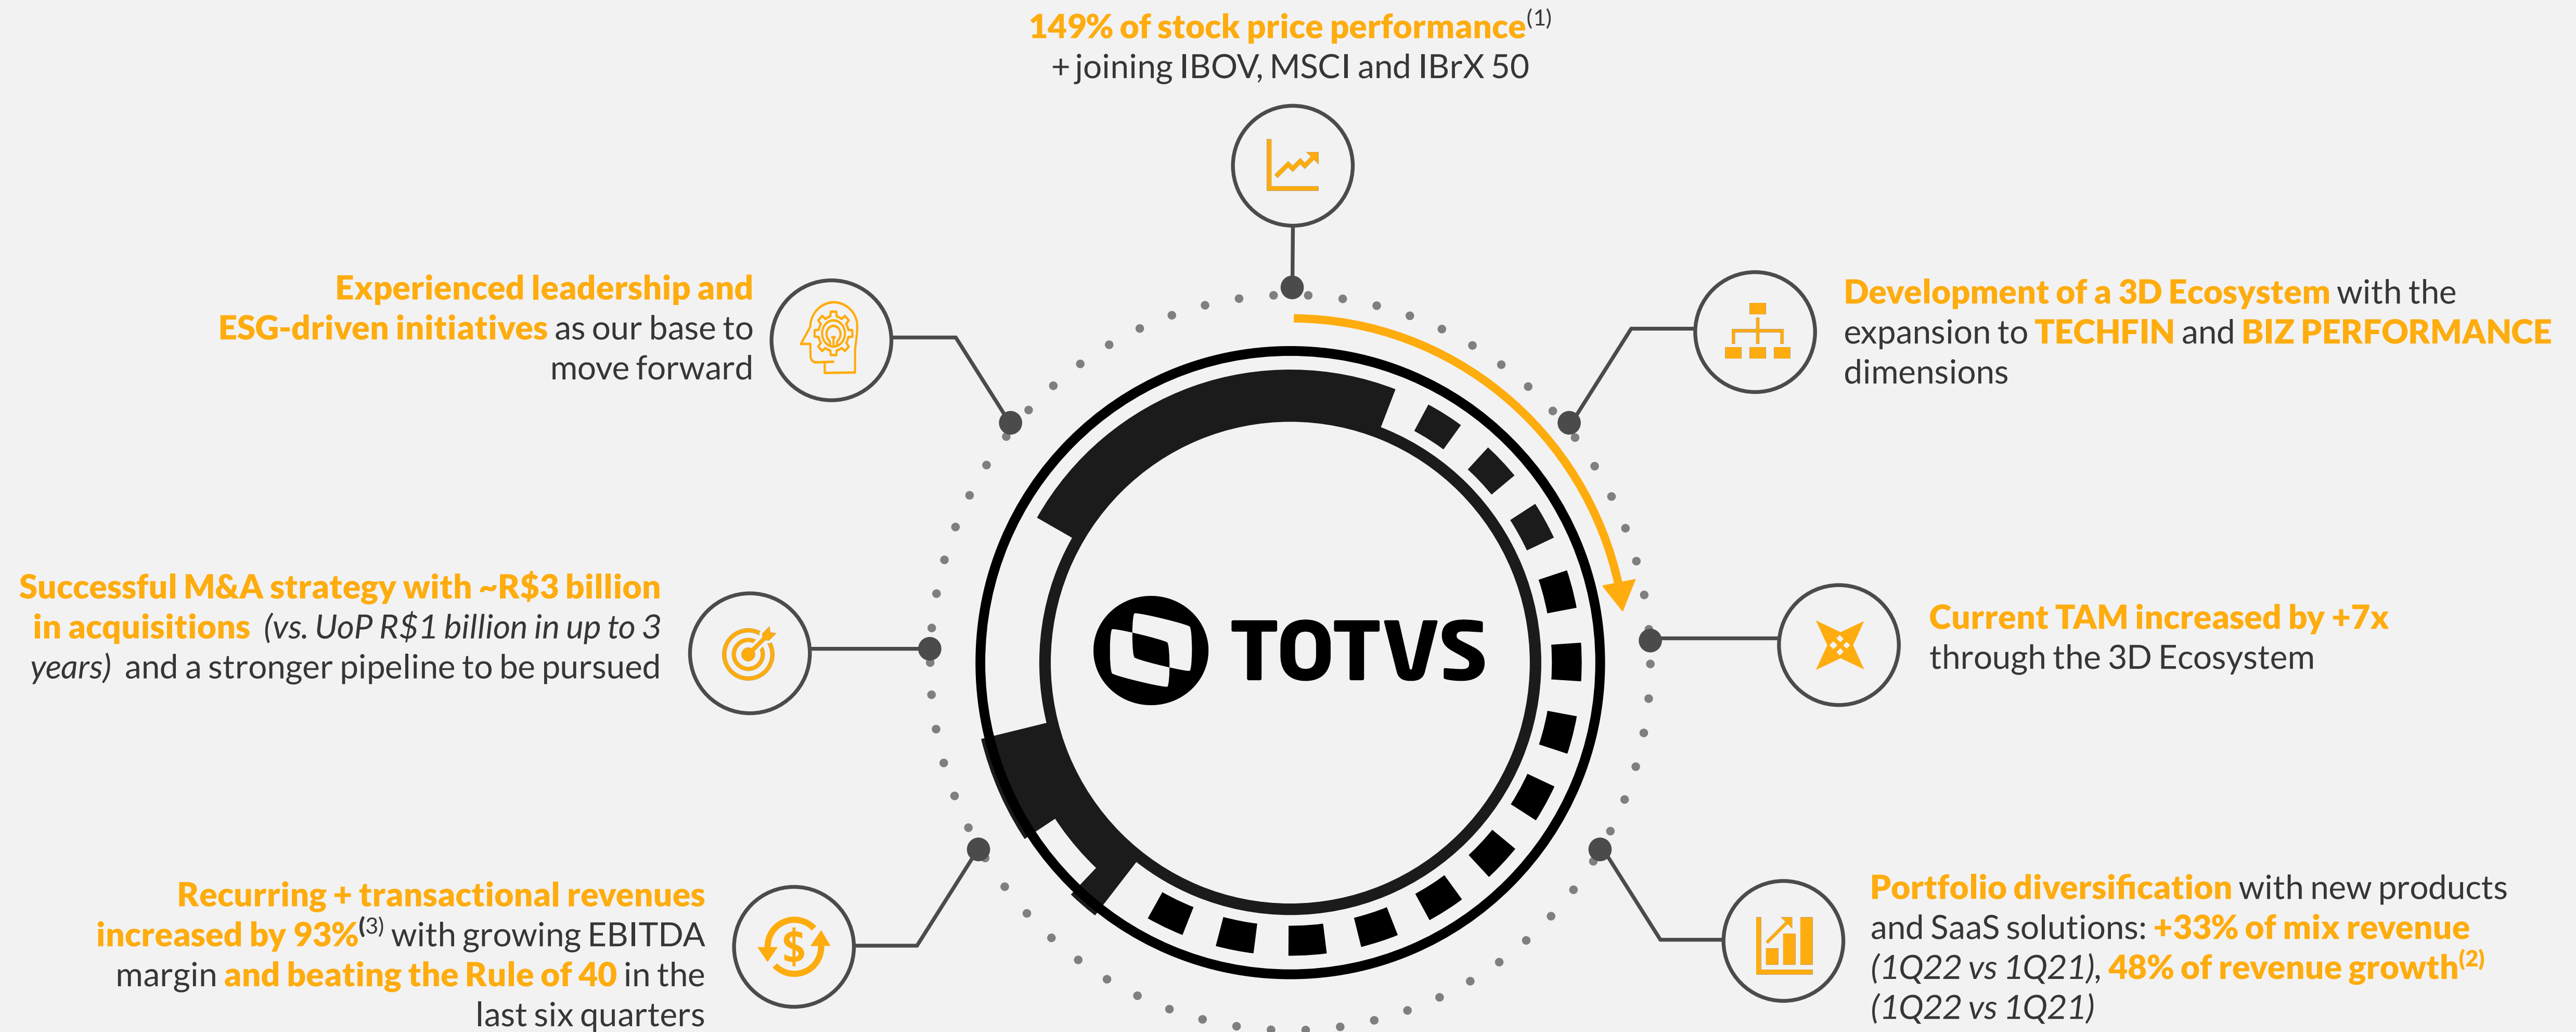 149% of stock price performance(1)
+ joining IBOV, MSCI and IBrX 50
Experienced leadership and
ESG-driven initiatives as our base to
move forward
Development of a 3D Ecosystem with the
expansion to TECHFIN and BIZ PERFORMANCE
dimensions
Successful M&A strategy with ~R$3 billion
in acquisitions (vs. UoP R$1 billion in up to 3
years) and a stronger pipeline to be pursued
TOTVS
Current TAM increased by +7x
through the 3D Ecosystem
Recurring + transactional revenues
increased by 93%(3) with growing EBITDA
margin and beating the Rule of 40 in the
last six quarters
$
Portfolio diversification with new products
and SaaS solutions: +33% of mix revenue
(1Q22 vs 1Q21), 48% of revenue growth(2)
(1Q22 vs 1Q21)